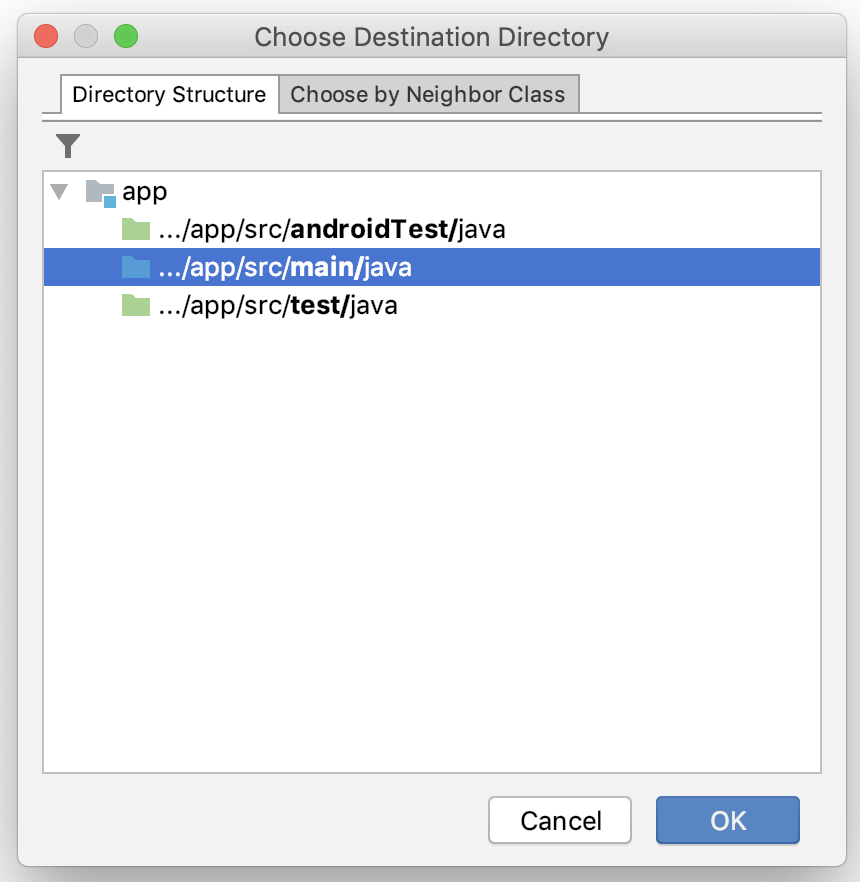 Choose Destination Directory
Directory Structure
Choose by Neighbor Class
app
.../app/src/androidTest/java
.../app/src/main/java
.../app/src/test/java
Cancel
OK